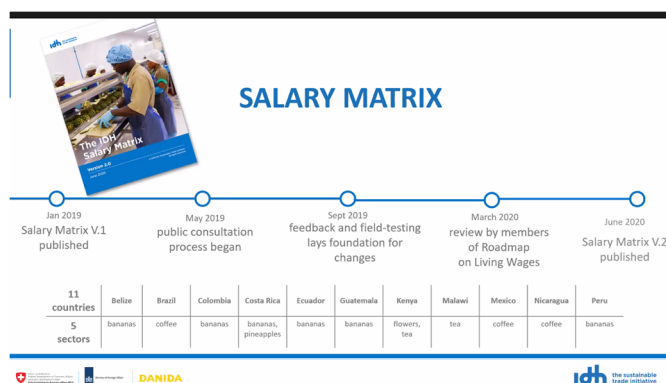 idh
The IDH
Salary Matrix
Version 2.0
June 2020
SALARY MATRIX
Jan 2019
Salary Matrix V.1
published
May 2019
public consultation
process began
Sept 2019
feedback and field-testing
lays foundation for
changes
March 2020
review by members
of Roadmap
on Living Wages
June 2020
Salary Matrix V.2
published
11
countries
Belize
Brazil
Colombia
Costa Rica
Ecuador
Guatemala
Kenya
Malawi
Mexico
Nicaragua
Peru
5
sectors
bananas
coffee
bananas
bananas,
pineapples
bananas
bananas
flowers,
tea
tea
coffee
coffee
bananas
DANIDA
idh
the sustainable
trade initiative